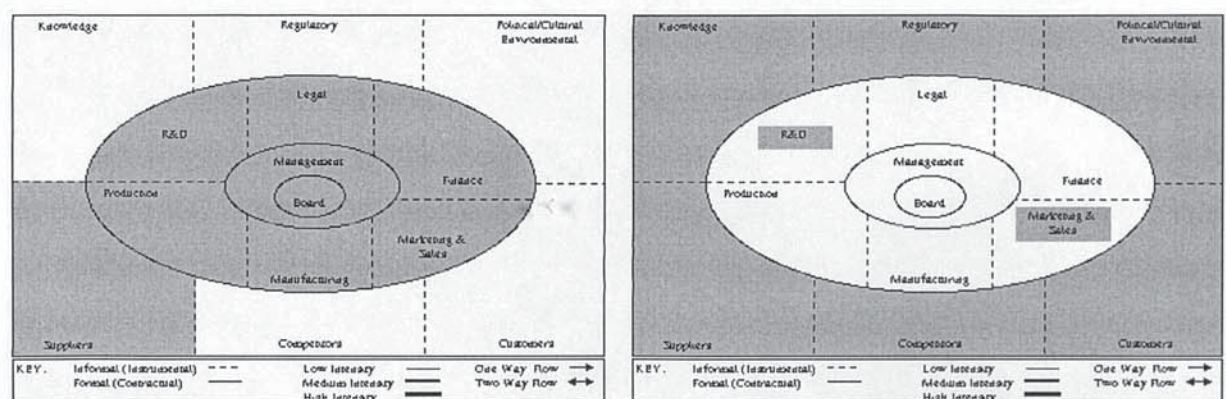 Knowledge
Regulatory
Political/Cultural
Environmental
Legal
R&D
Management
Production
Finance
Board
Marketing &
Sales
Manufacturing
Suppliers
Competitors
Customers
KEY.
Informal (Instrumental)
Low Intensity
One Way Flow
Formal (Contractual)
Medium Intensity
Two Way Flow
High Intensity
Knowledge
Regulatory
Political/Cultural
Environmental
Legal
R&D
Management
Production
Finance
Board
Marketing &
Sales
Manufacturing
Suppliers
Competitors
Customers
KEY.
Informal (Instrumental)
Low Intensity
One Way Flow
Formal (Contractual)
Medium Intensity
Two Way Flow
High Intensity